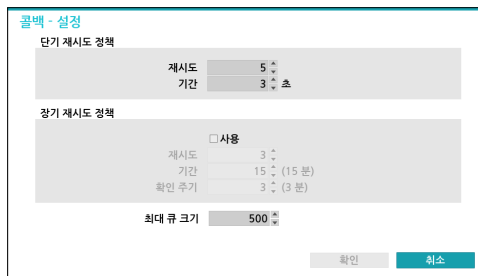 콜백 - 설정
단기 재시도 정책
재시도 5
기간 3 초
장기 재시도 정책
사용
재시도 3
기간 15 (15 분)
확인 주기 3 (3 분)
최대 큐 크기 500
확인 취소